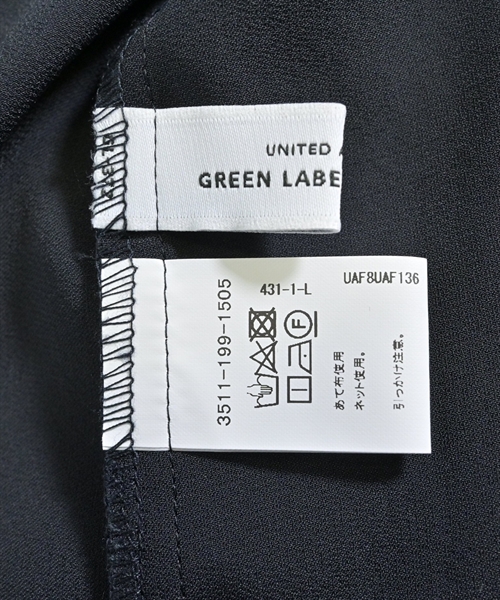 UNITED
GREEN LABE
UAF8UAF136
431-1-L
3511-199-1505
F
あて布使用
ネット使用。
引っかけ注意。